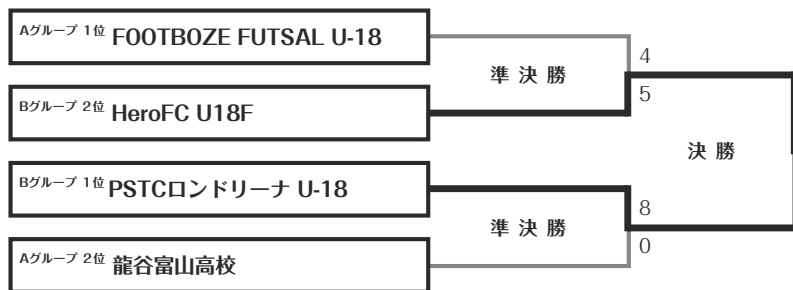 Aグループ 1位 FOOTBOZE FUTSAL U-18
準 決 勝
4
5
Bグループ 2位 HeroFC U18F
決 勝
Bグループ 1位 PSTCロンドリーナ U-18
準 決 勝
8
0
Aグループ 2位 龍谷富山高校